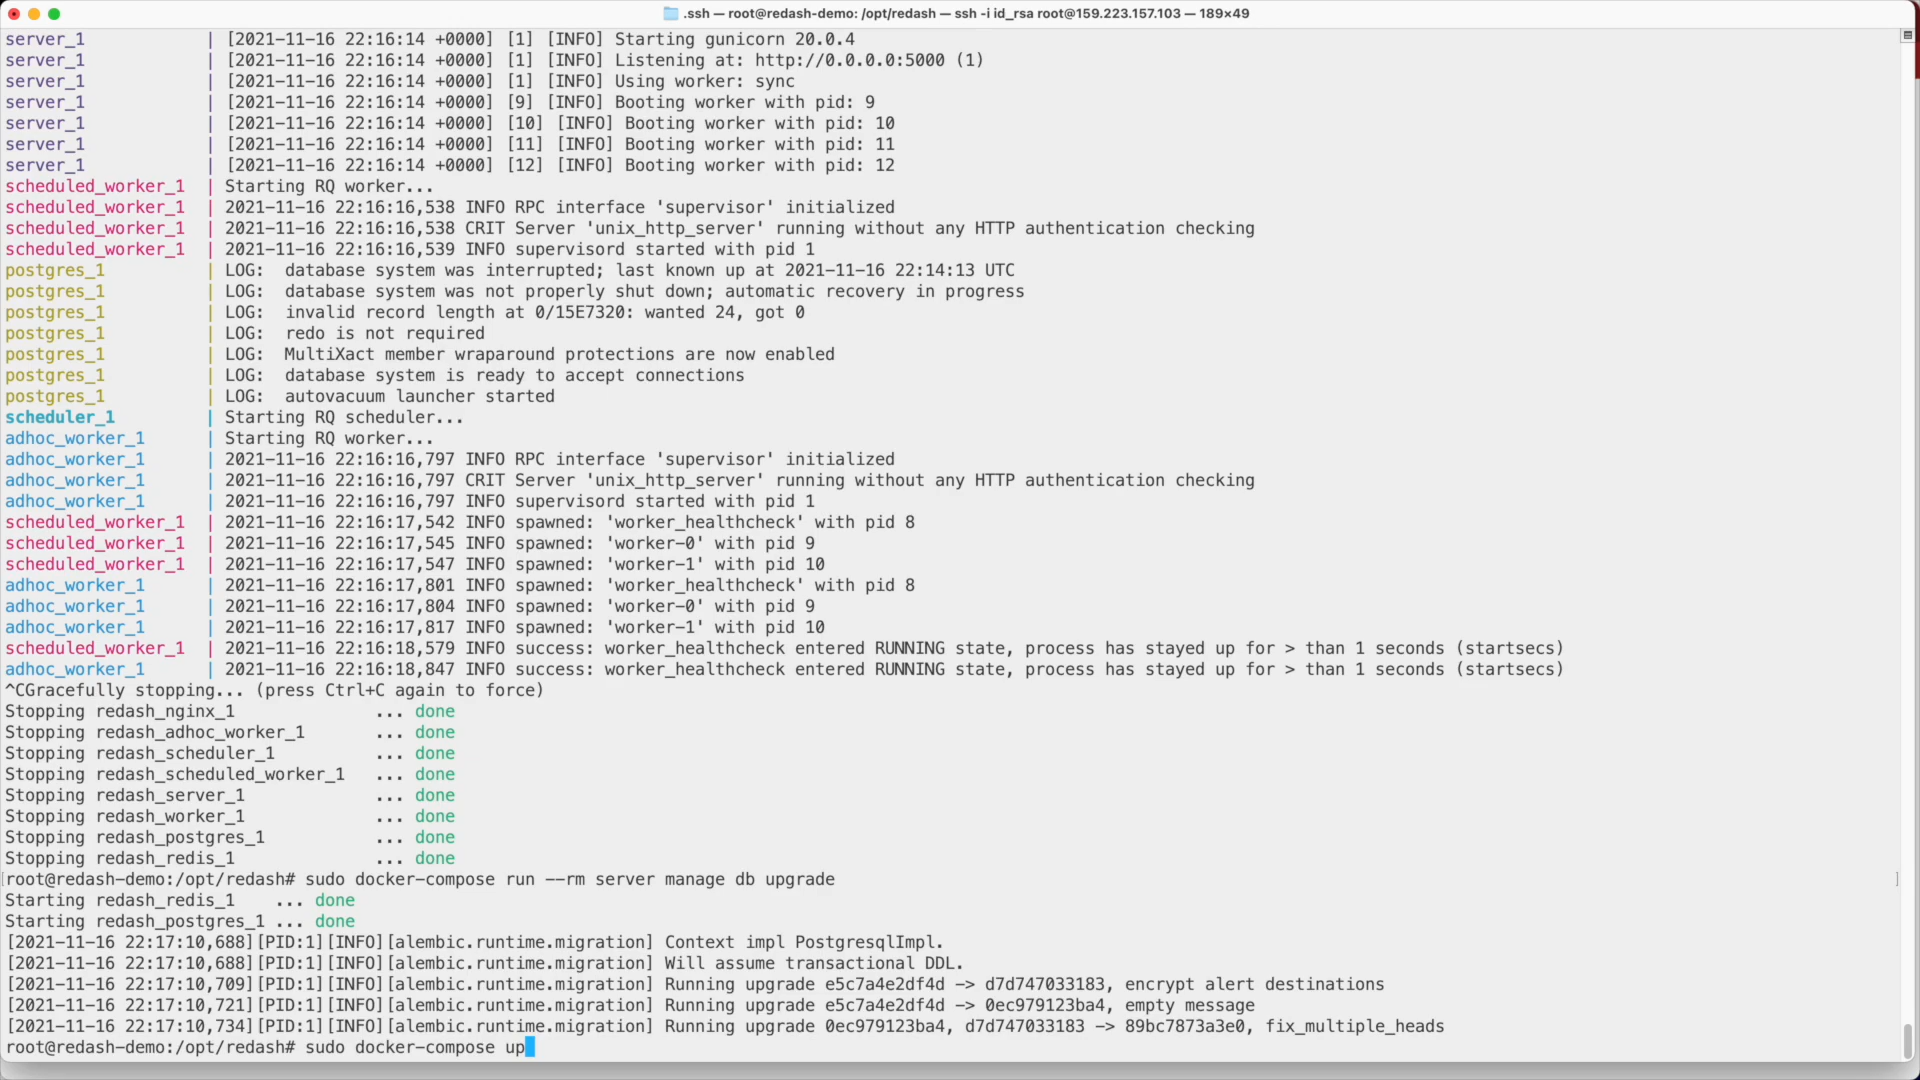 .ssh — root@redash-demo: /opt/redash — ssh -i id_rsa root@159.223.157.103 — 189×49
server_1 | [2021-11-16 22:16:14 +0000] [1] [INFO] Starting gunicorn 20.0.4
server_1 | [2021-11-16 22:16:14 +0000] [1] [INFO] Listening at: http://0.0.0.0:5000 (1)
server_1 | [2021-11-16 22:16:14 +0000] [1] [INFO] Using worker: sync
server_1 | [2021-11-16 22:16:14 +0000] [9] [INFO] Booting worker with pid: 9
server_1 | [2021-11-16 22:16:14 +0000] [10] [INFO] Booting worker with pid: 10
server_1 | [2021-11-16 22:16:14 +0000] [11] [INFO] Booting worker with pid: 11
server_1 | [2021-11-16 22:16:14 +0000] [12] [INFO] Booting worker with pid: 12
scheduled_worker_1 | Starting RQ worker...
scheduled_worker_1 | 2021-11-16 22:16:16,538 INFO RPC interface 'supervisor' initialized
scheduled_worker_1 | 2021-11-16 22:16:16,538 CRIT Server 'unix_http_server' running without any HTTP authentication checking
scheduled_worker_1 | 2021-11-16 22:16:16,539 INFO supervisord started with pid 1
postgres_1 | LOG:  database system was interrupted; last known up at 2021-11-16 22:14:13 UTC
postgres_1 | LOG:  database system was not properly shut down; automatic recovery in progress
postgres_1 | LOG:  invalid record length at 0/15E7320: wanted 24, got 0
postgres_1 | LOG:  redo is not required
postgres_1 | LOG:  MultiXact member wraparound protections are now enabled
postgres_1 | LOG:  database system is ready to accept connections
postgres_1 | LOG:  autovacuum launcher started
scheduler_1 | Starting RQ scheduler...
adhoc_worker_1 | Starting RQ worker...
adhoc_worker_1 | 2021-11-16 22:16:16,797 INFO RPC interface 'supervisor' initialized
adhoc_worker_1 | 2021-11-16 22:16:16,797 CRIT Server 'unix_http_server' running without any HTTP authentication checking
adhoc_worker_1 | 2021-11-16 22:16:16,797 INFO supervisord started with pid 1
scheduled_worker_1 | 2021-11-16 22:16:17,542 INFO spawned: 'worker_healthcheck' with pid 8
scheduled_worker_1 | 2021-11-16 22:16:17,545 INFO spawned: 'worker-0' with pid 9
scheduled_worker_1 | 2021-11-16 22:16:17,547 INFO spawned: 'worker-1' with pid 10
adhoc_worker_1 | 2021-11-16 22:16:17,801 INFO spawned: 'worker_healthcheck' with pid 8
adhoc_worker_1 | 2021-11-16 22:16:17,804 INFO spawned: 'worker-0' with pid 9
adhoc_worker_1 | 2021-11-16 22:16:17,817 INFO spawned: 'worker-1' with pid 10
scheduled_worker_1 | 2021-11-16 22:16:18,579 INFO success: worker_healthcheck entered RUNNING state, process has stayed up for > than 1 seconds (startsecs)
adhoc_worker_1 | 2021-11-16 22:16:18,847 INFO success: worker_healthcheck entered RUNNING state, process has stayed up for > than 1 seconds (startsecs)
^CGracefully stopping... (press Ctrl+C again to force)
Stopping redash_nginx_1 ... done
Stopping redash_adhoc_worker_1 ... done
Stopping redash_scheduler_1 ... done
Stopping redash_scheduled_worker_1 ... done
Stopping redash_server_1 ... done
Stopping redash_worker_1 ... done
Stopping redash_postgres_1 ... done
Stopping redash_redis_1 ... done
root@redash-demo:/opt/redash# sudo docker-compose run --rm server manage db upgrade
Starting redash_redis_1 ... done
Starting redash_postgres_1 ... done
[2021-11-16 22:17:10,688][PID:1][INFO][alembic.runtime.migration] Context impl PostgresqlImpl.
[2021-11-16 22:17:10,688][PID:1][INFO][alembic.runtime.migration] Will assume transactional DDL.
[2021-11-16 22:17:10,709][PID:1][INFO][alembic.runtime.migration] Running upgrade e5c7a4e2df4d -> d7d747033183, encrypt alert destinations
[2021-11-16 22:17:10,721][PID:1][INFO][alembic.runtime.migration] Running upgrade e5c7a4e2df4d -> 0ec979123ba4, empty message
[2021-11-16 22:17:10,734][PID:1][INFO][alembic.runtime.migration] Running upgrade 0ec979123ba4, d7d747033183 -> 89bc7873a3e0, fix_multiple_heads
root@redash-demo:/opt/redash# sudo docker-compose up